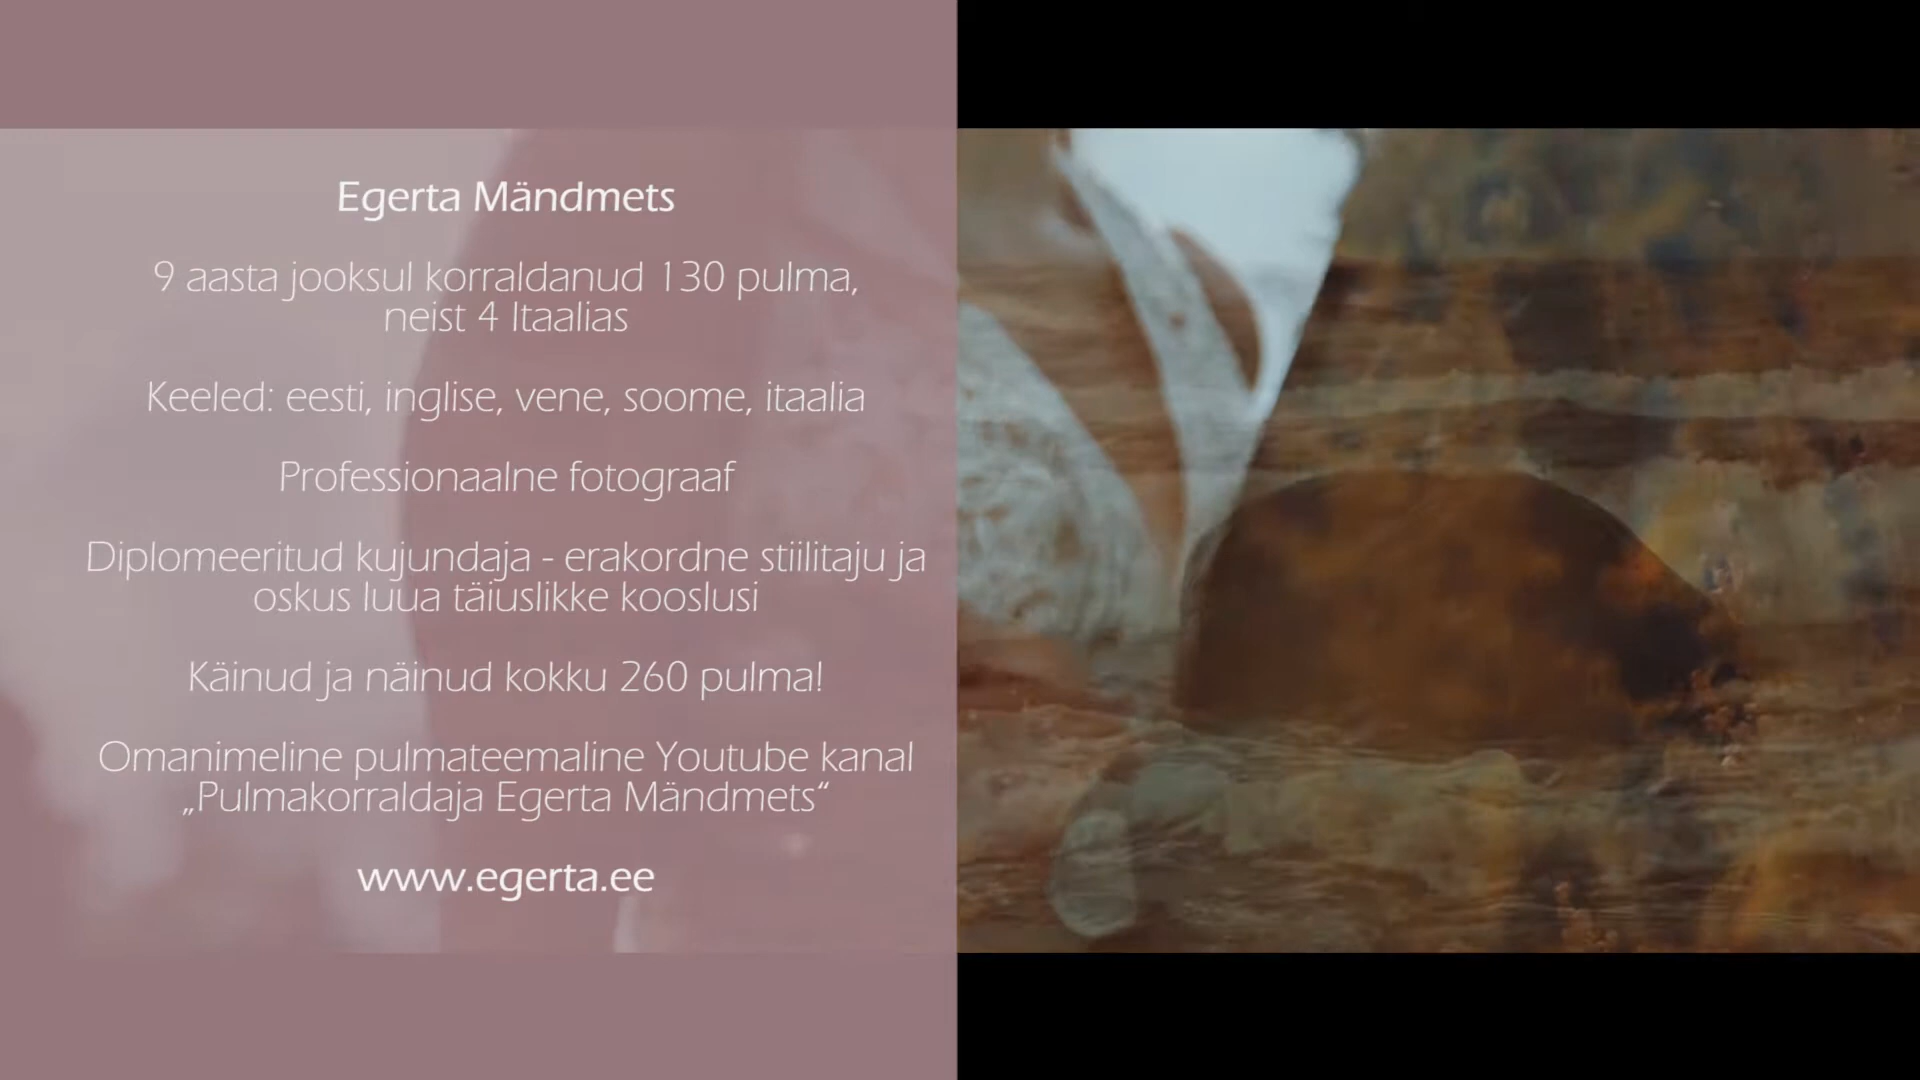 Egerta Mändmets
9 aasta jooksul korraldanud 130 pulma,
neist 4 Itaalias
Keeled: eesti, inglise, vene, soome, itaalia
Professionaalne fotograaf
Diplomeeritud kujundaja - erakordne stiilitaju ja
oskus luua täiuslikke kooslusi
Käinud ja näinud kokku 260 pulma!
Omanimeline pulmateemaline Youtube kanal
„Pulmakorraldaja Egerta Mändmets“
www.egerta.ee